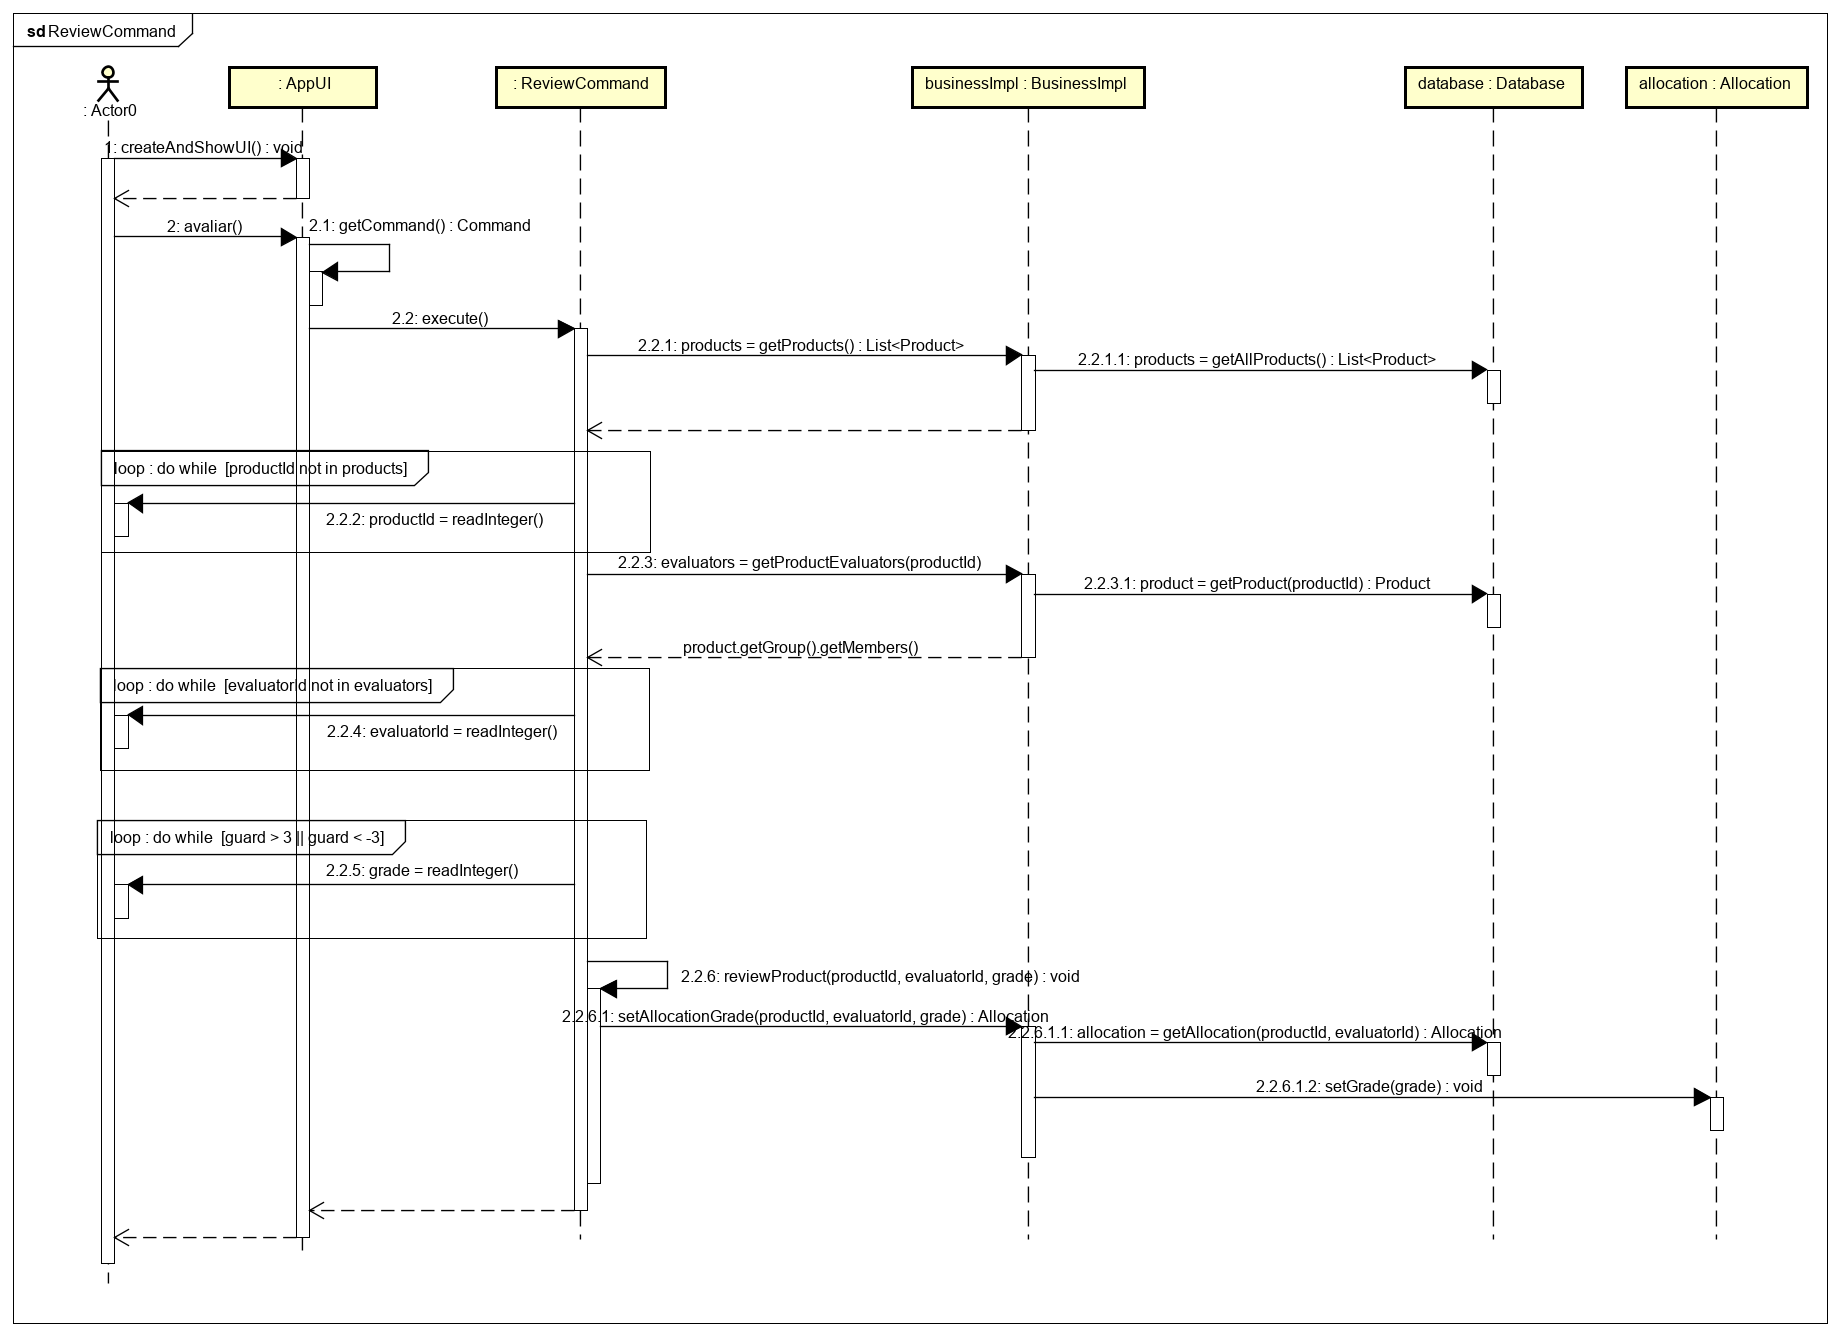 sd ReviewCommand
: Actor0
: AppUI
: ReviewCommand
businessImpl : BusinessImpl
database : Database
allocation : Allocation
1: createAndShowUI() : void
2: avaliar()
2.1: getCommand() : Command
2.2: execute()
2.2.1: products = getProducts() : List<Product>
2.2.1.1: products = getAllProducts() : List<Product>
loop : do while [productId not in products]
2.2.2: productId = readInteger()
2.2.3: evaluators = getProductEvaluators(productId)
2.2.3.1: product = getProduct(productId) : Product
product.getGroup().getMembers()
loop : do while [evaluatorId not in evaluators]
2.2.4: evaluatorId = readInteger()
loop : do while [guard > 3 || guard < -3]
2.2.5: grade = readInteger()
2.2.6: reviewProduct(productId, evaluatorId, grade) : void
2.2.6.1: setAllocationGrade(productId, evaluatorId, grade) : Allocation
2.2.6.1.1: allocation = getAllocation(productId, evaluatorId) : Allocation
2.2.6.1.2: setGrade(grade) : void